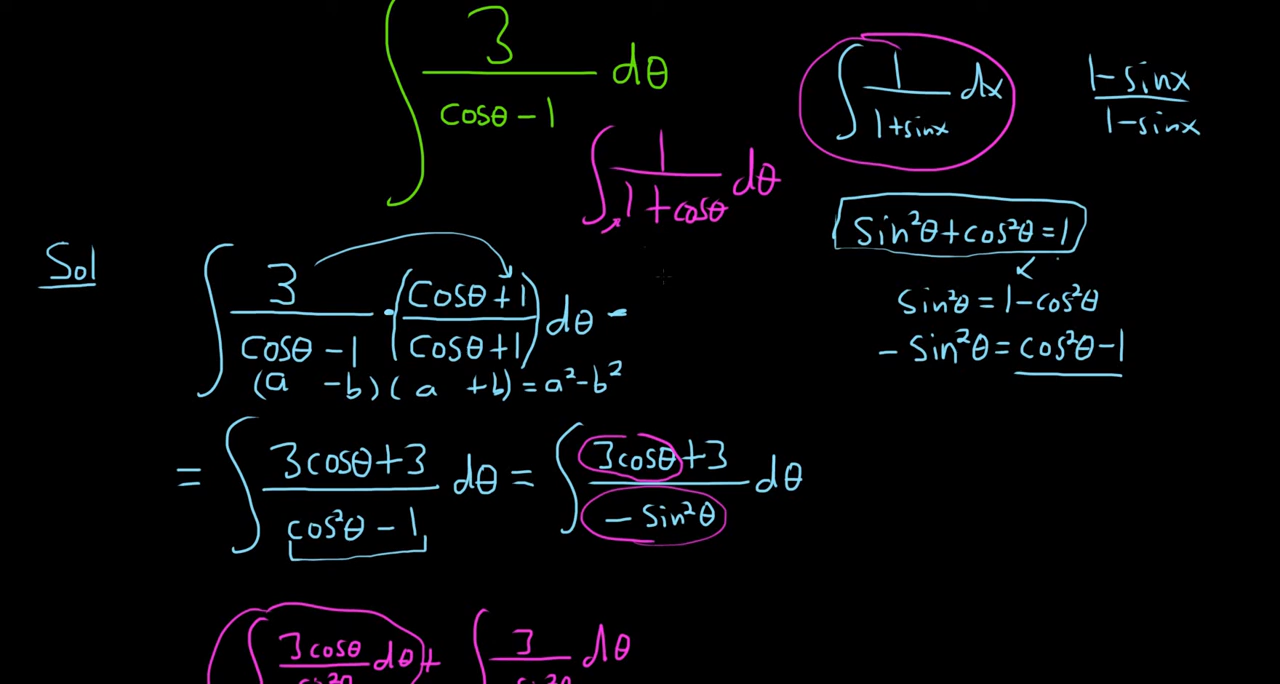 ∫ 3/(cosθ - 1) dθ
∫ 1/(1+sinx) dx
(1-sinx)/(1-sinx)
∫ 1/(1+cosθ) dθ
sin²θ+cos²θ=1
sin²θ = 1-cos²θ
- sin²θ = cos²θ-1
Sol
∫ 3/(cosθ-1) · ((cosθ+1)/(cosθ+1)) dθ -
(a -b)( a +b) = a²-b²
= ∫ (3cosθ+3)/(cos²θ - 1) dθ = ∫ (3cosθ+3)/(- sin²θ) dθ
∫ 3cosθ/sin²θ dθ + ∫ 3/sin²θ dθ